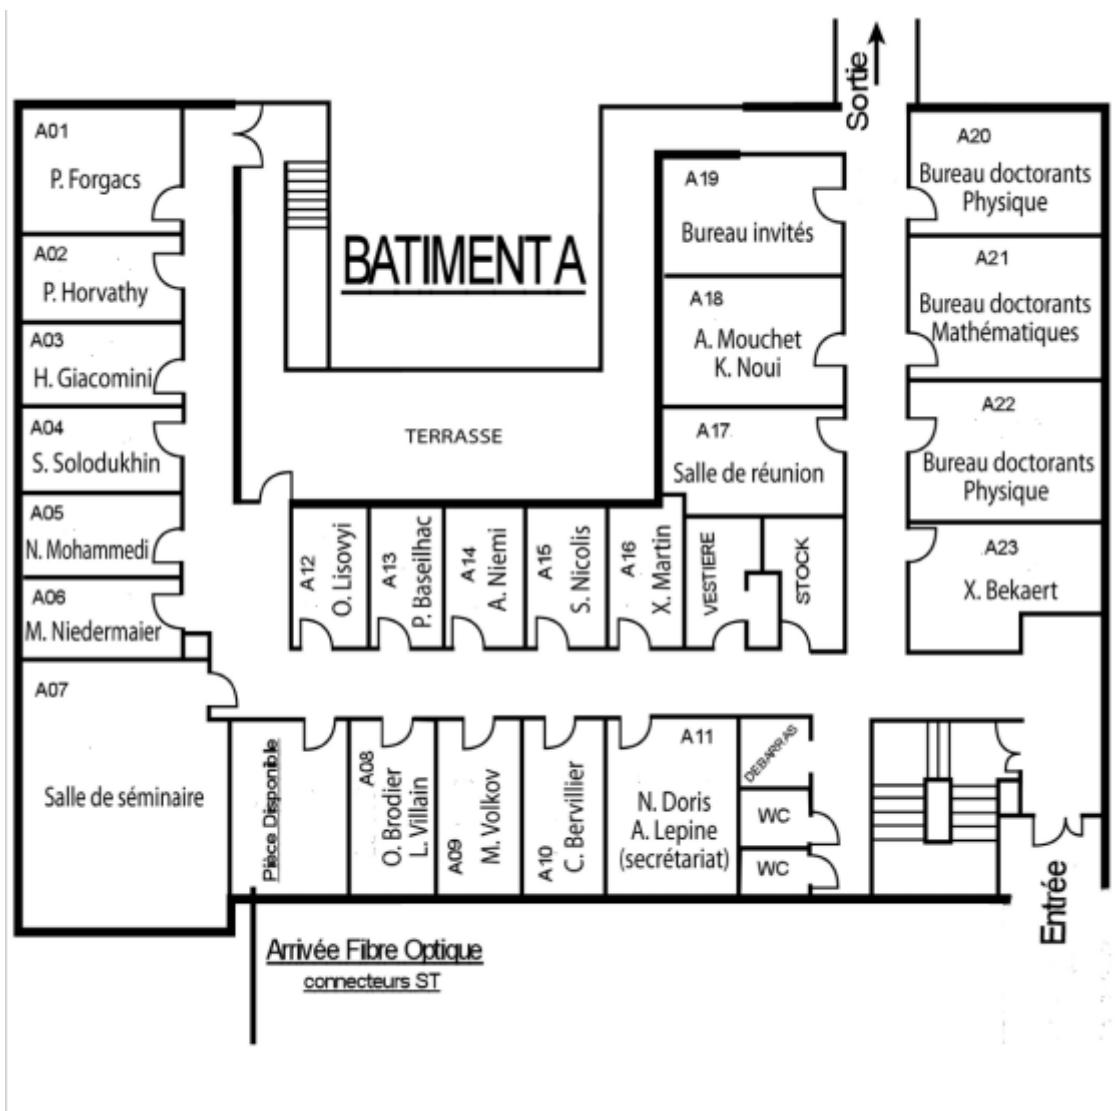 Sortie
A01
P. Forgacs
A02
P. Horvathy
A03
H. Giacomini
A04
S. Solodukhin
A05
N. Mohammedi
A06
M. Niedermaier
A07
Salle de séminaire
BATIMENT A
TERRASSE
A19
Bureau invités
A18
A. Mouchet
K. Noui
A17
Salle de réunion
A20
Bureau doctorants
Physique
A21
Bureau doctorants
Mathématiques
A22
Bureau doctorants
Physique
A23
X. Bekaert
A12
O. Lisovyi
A13
P. Baseilhac
A14
A. Niemi
A15
S. Nicolis
A16
X. Martin
VESTIERE
STOCK
Pièce Disponible
A08
O. Brodier
L. Villain
A09
M. Volkov
A10
C. Bervillier
A11
N. Doris
A. Lepine
(secrétariat)
DEBARRAS
WC
WC
Entrée
Arrivée Fibre Optique
connecteurs ST